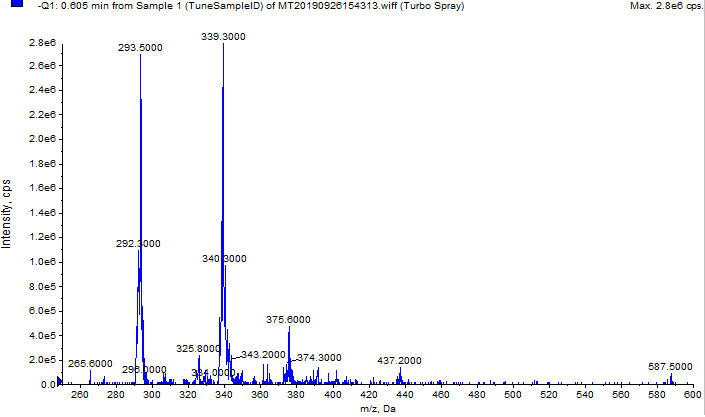 -Q1: 0.605 min from Sample 1 (TuneSampleID) of MT20190926154313.wiff (Turbo Spray) Max. 2.8e6 cps.
2.8e6
2.6e6
2.4e6
2.2e6
2.0e6
1.8e6
1.6e6
1.4e6
1.2e6
1.0e6
8.0e5
6.0e5
4.0e5
2.0e5
0.0
Intensity, cps
339.3000
293.5000
292.3000
340.3000
375.6000
325.8000
343.2000
374.3000
265.6000
296.0000
437.2000
587.5000
260 280 300 320 340 360 380 400 420 440 460 480 500 520 540 560 580 600
m/z, Da